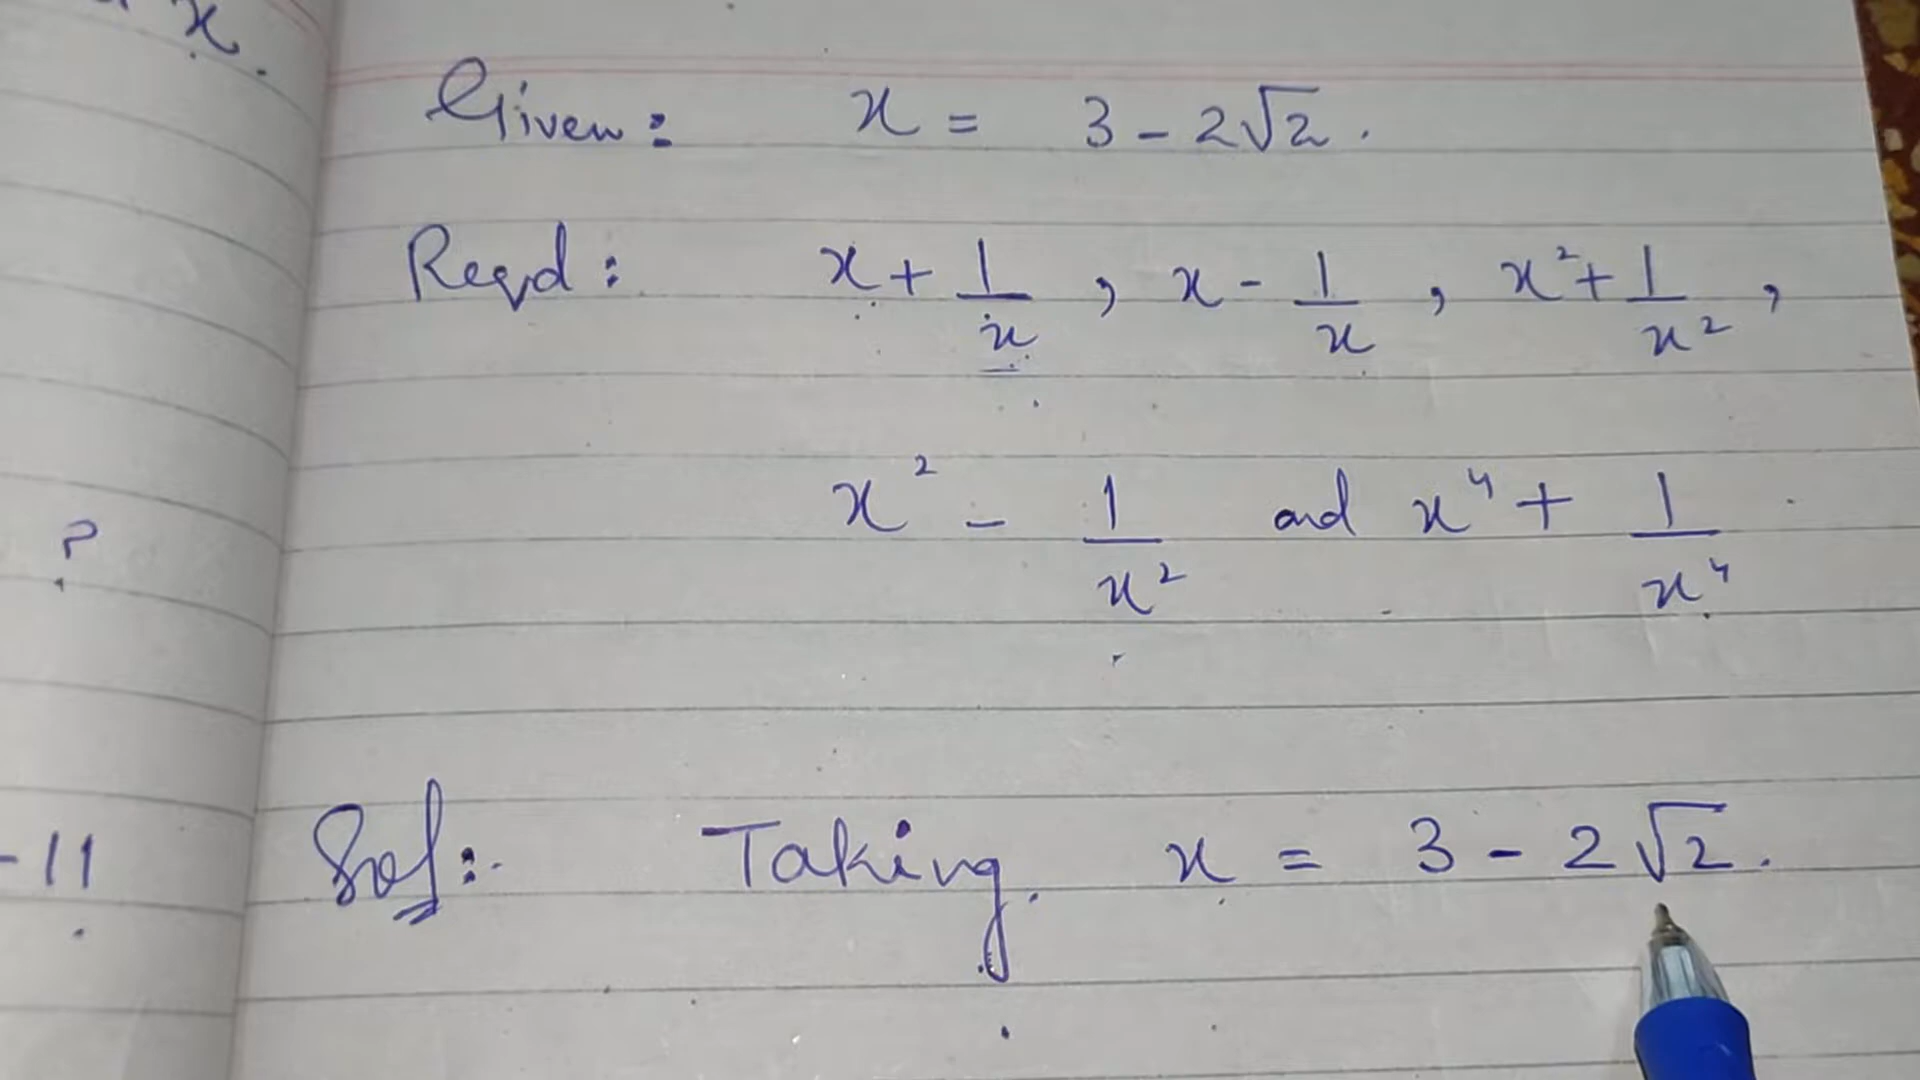 x.
Given: x = 3 - 2√2.
Reqd: x + 1/x , x - 1/x , x² + 1/x² ,
x² - 1/x² and x⁴ + 1/x⁴
?
-11
Sol:- Taking x = 3 - 2√2.